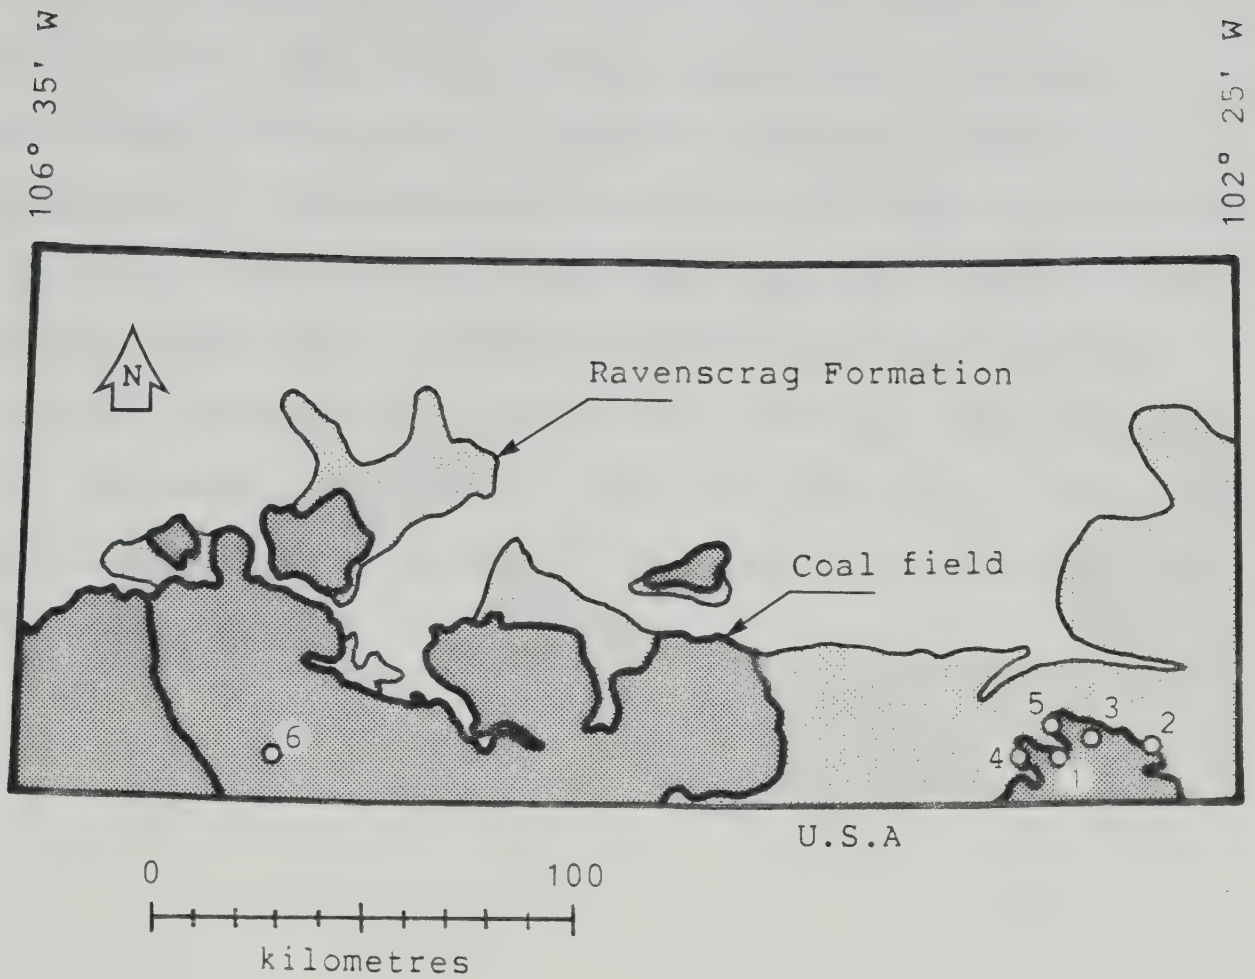 106° 35' W
102° 25' W
N
Ravenscrag Formation
Coal field
5
3
2
4
1
6
U.S.A
0
100
kilometres